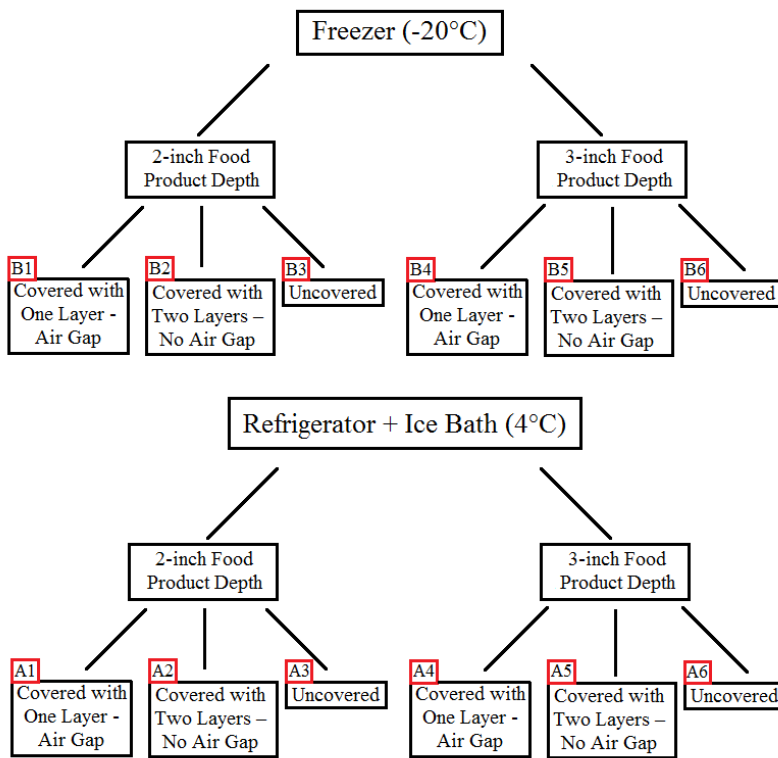 Freezer (-20°C)
2-inch Food
Product Depth
3-inch Food
Product Depth
B1
Covered with
One Layer -
Air Gap
B2
Covered with
Two Layers –
No Air Gap
B3
Uncovered
B4
Covered with
One Layer -
Air Gap
B5
Covered with
Two Layers –
No Air Gap
B6
Uncovered
Refrigerator + Ice Bath (4°C)
2-inch Food
Product Depth
3-inch Food
Product Depth
A1
Covered with
One Layer -
Air Gap
A2
Covered with
Two Layers –
No Air Gap
A3
Uncovered
A4
Covered with
One Layer -
Air Gap
A5
Covered with
Two Layers –
No Air Gap
A6
Uncovered